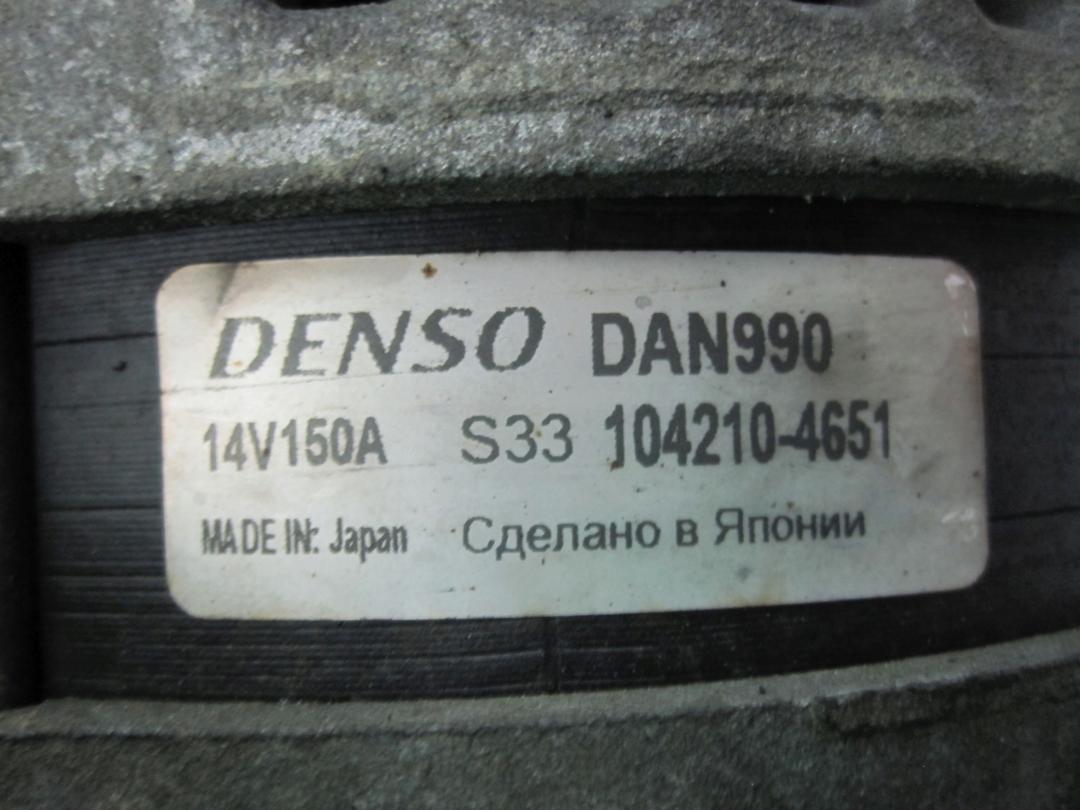 DENSO DAN990
14V150A S33 104210-4651
MADE IN: Japan Сделано в Японии